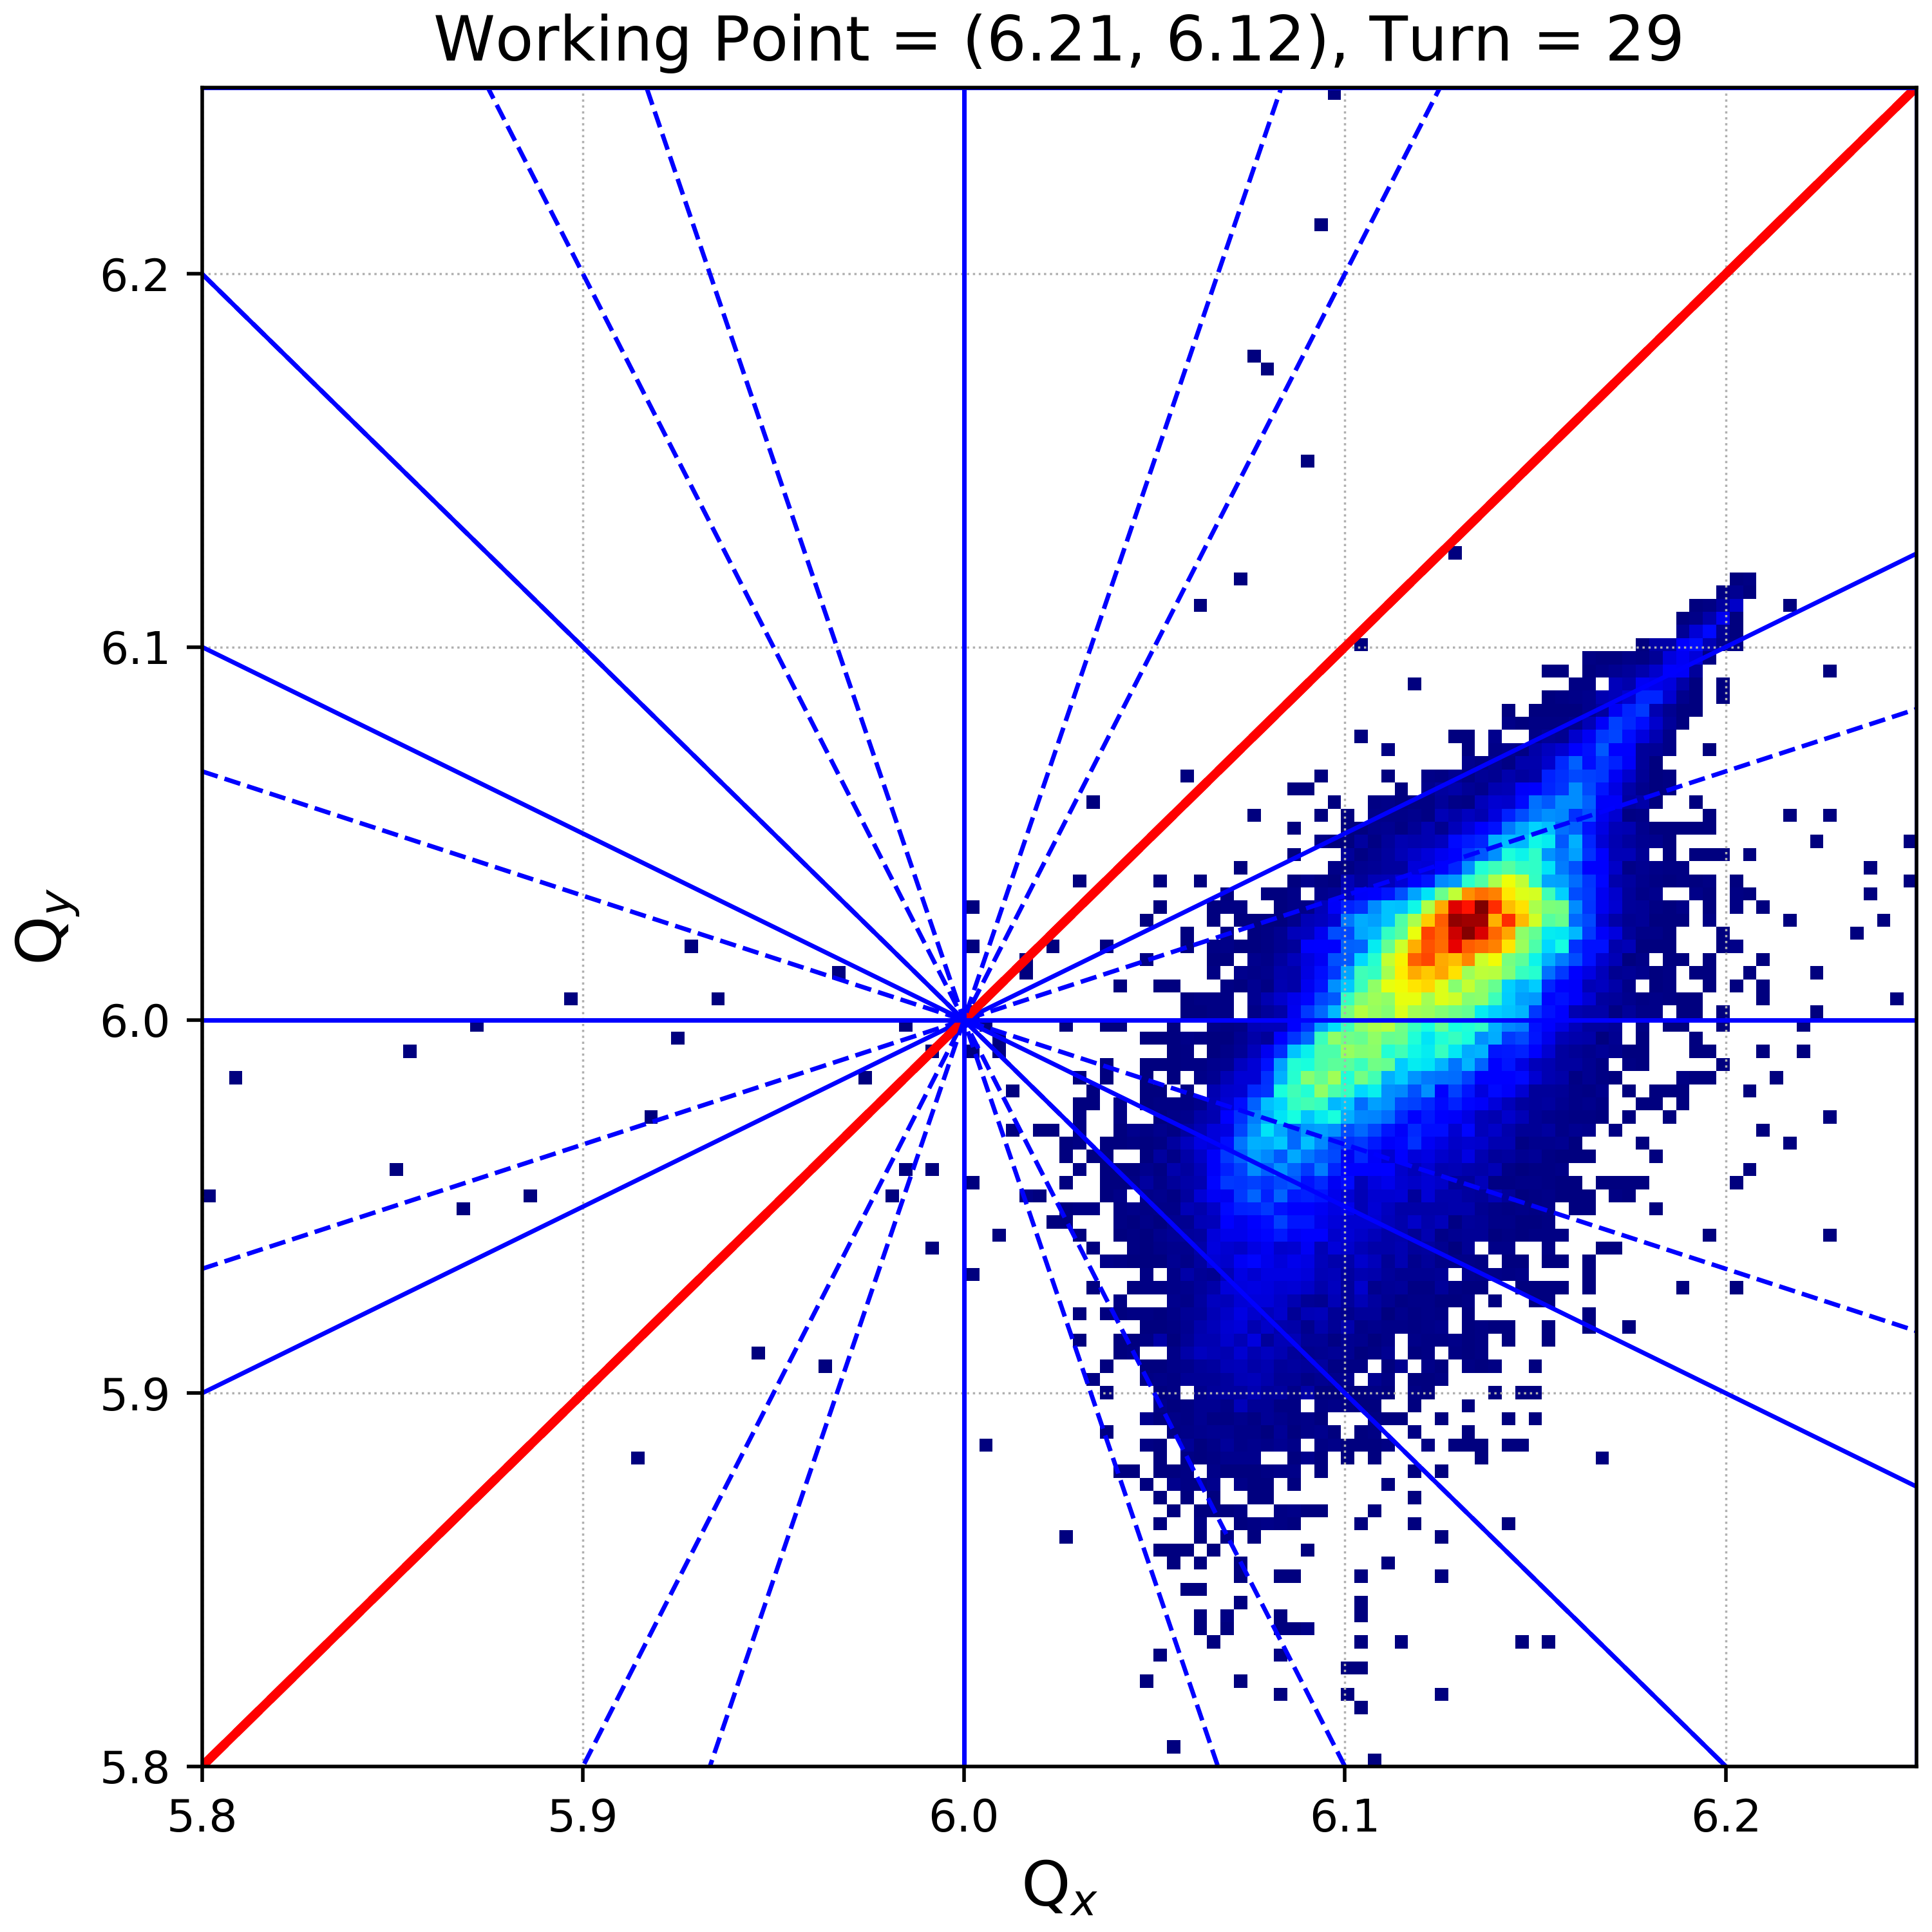 Working Point = (6.21, 6.12), Turn = 29
6.2
6.1
6.0
5.9
5.8
Qy
5.8 5.9 6.0 6.1 6.2
Qx